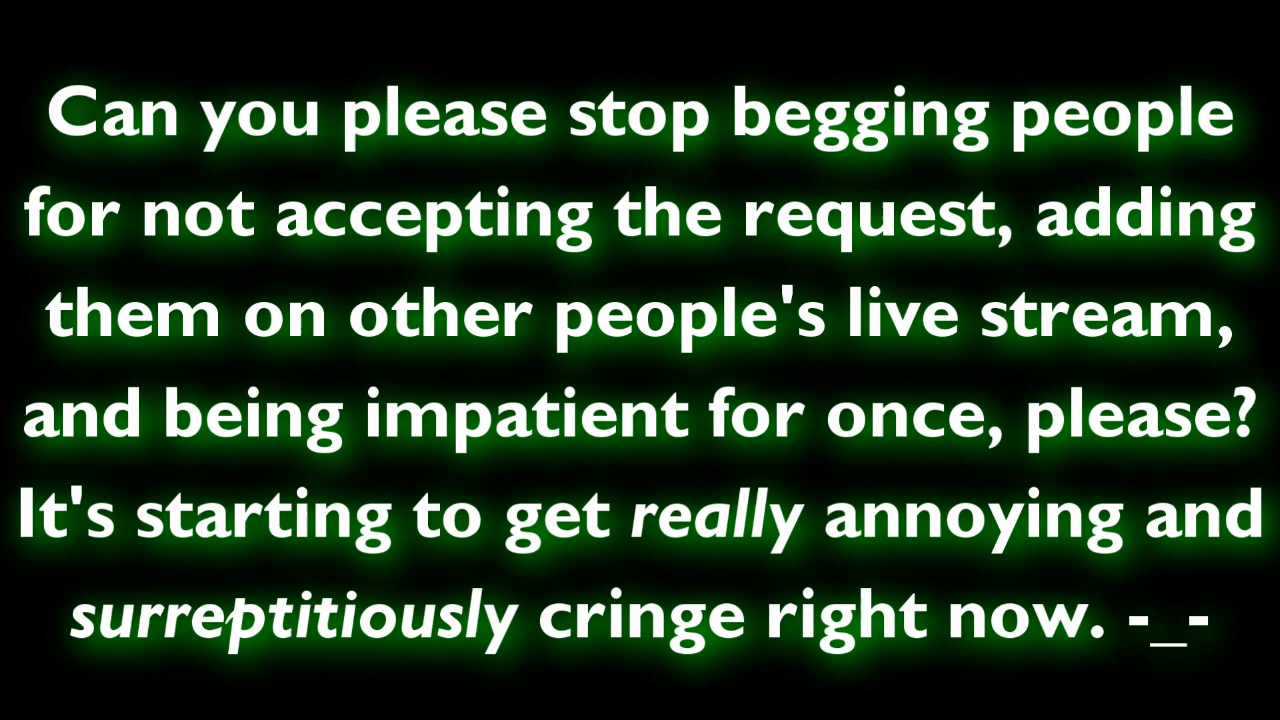 Can you please stop begging people
for not accepting the request, adding
them on other people's live stream,
and being impatient for once, please?
It's starting to get really annoying and
surreptitiously cringe right now. -_-